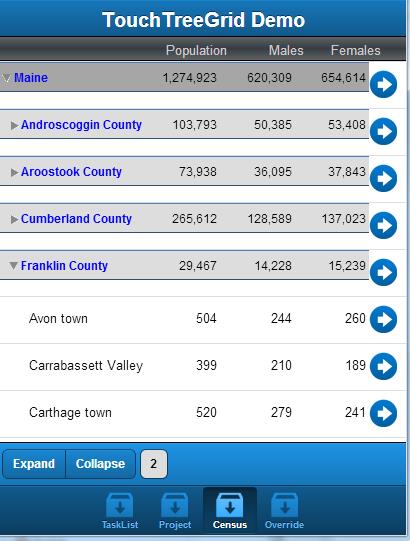 TouchTreeGrid Demo
Population Males Females
Maine 1,274,923 620,309 654,614
Androscoggin County 103,793 50,385 53,408
Aroostook County 73,938 36,095 37,843
Cumberland County 265,612 128,589 137,023
Franklin County 29,467 14,228 15,239
Avon town 504 244 260
Carrabassett Valley 399 210 189
Carthage town 520 279 241
Expand Collapse 2
TaskList Project Census Override